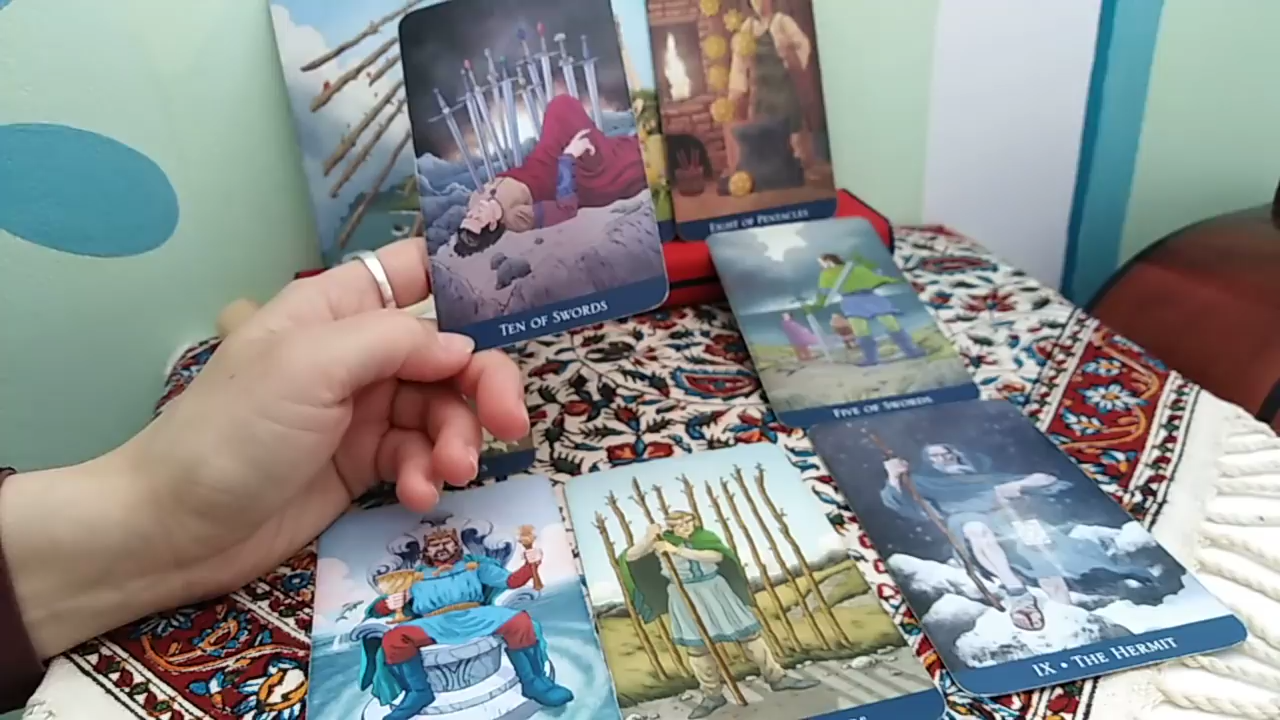 EIGHT OF PENTACLES
TEN OF SWORDS
FIVE OF SWORDS
IX • THE HERMIT